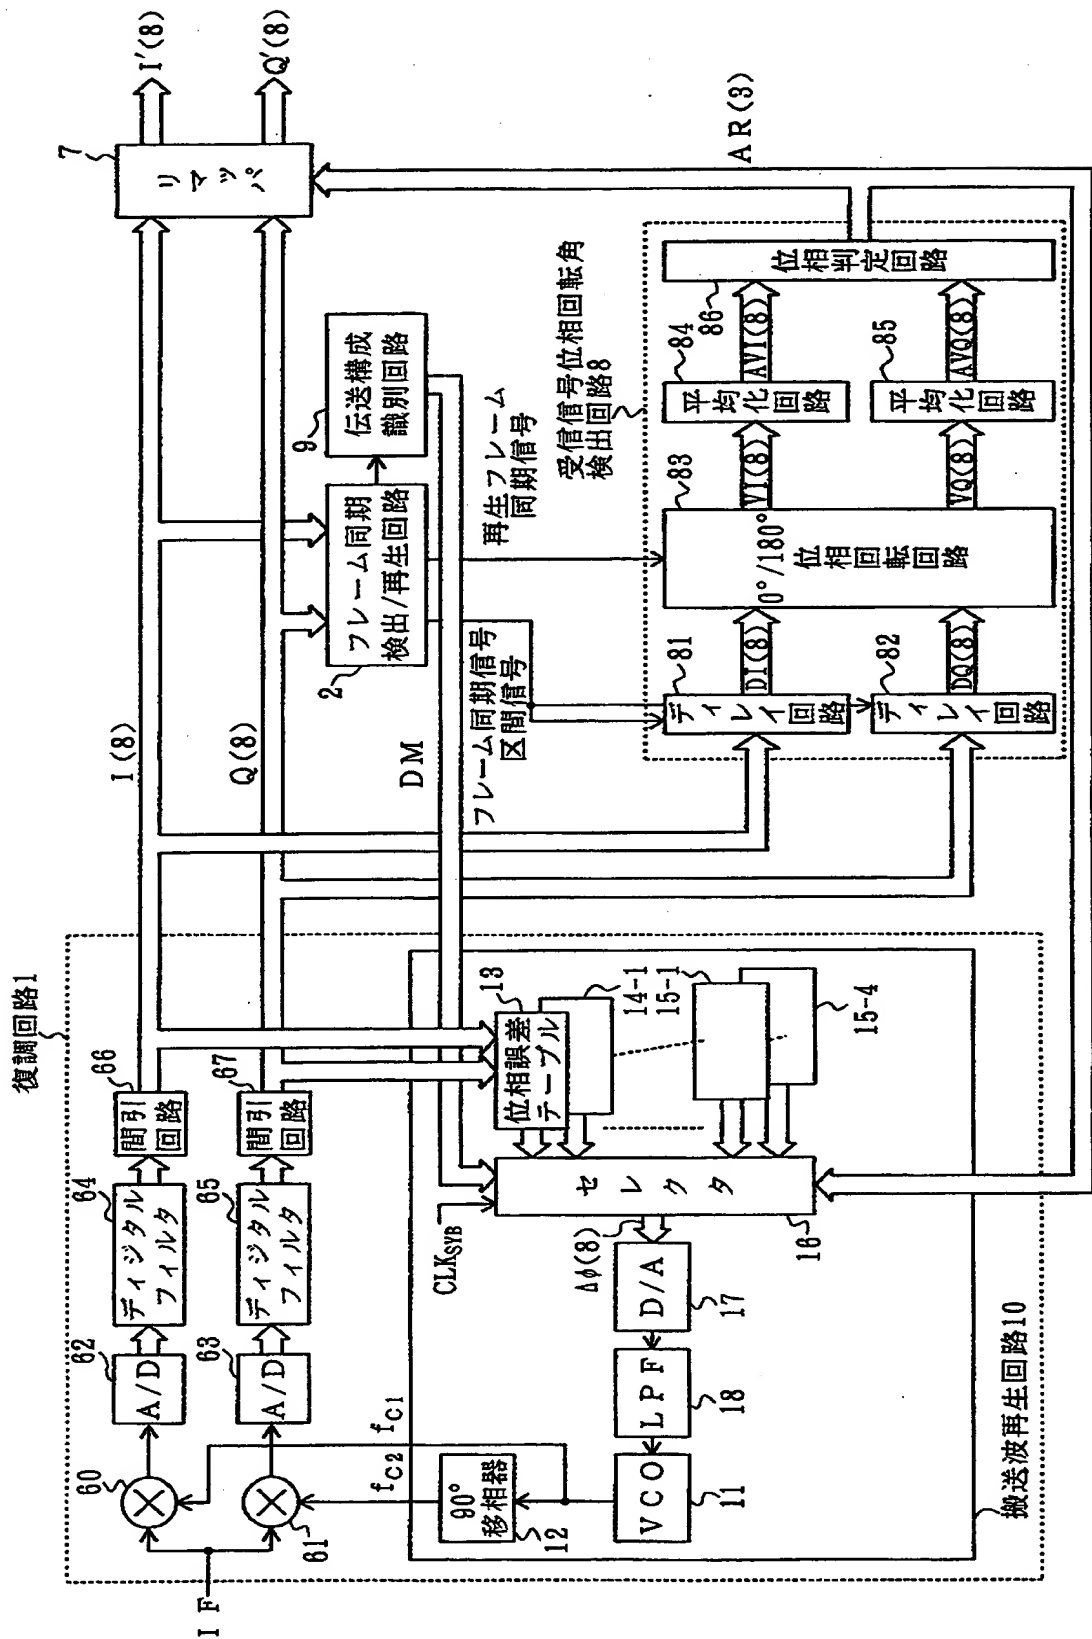 復調回路1
IF
60
61
62
A/D
63
A/D
64
ディジタル
フィルタ
65
ディジタル
フィルタ
66
間引
回路
67
間引
回路
I(8)
Q(8)
7
リマッパ
I'(8)
Q'(8)
fC1
fC2
90°
移相器
12
VCO
11
LPF
18
D/A
17
Δφ(8)
セレクタ
16
CLKSYB
13
位相誤差
テーブル
14-1
15-1
15-4
搬送波再生回路10
DM
2
フレーム同期
検出/再生回路
9
伝送構成
識別回路
フレーム同期信号
区間信号
再生フレーム
同期信号
受信信号位相回転角
検出回路8
81
ディレイ回路
82
ディレイ回路
DI(8)
DQ(8)
83
0°/180°
位相回転回路
VI(8)
VQ(8)
84
平均化回路
85
平均化回路
AVI(8)
AVQ(8)
86
位相判定回路
AR(3)